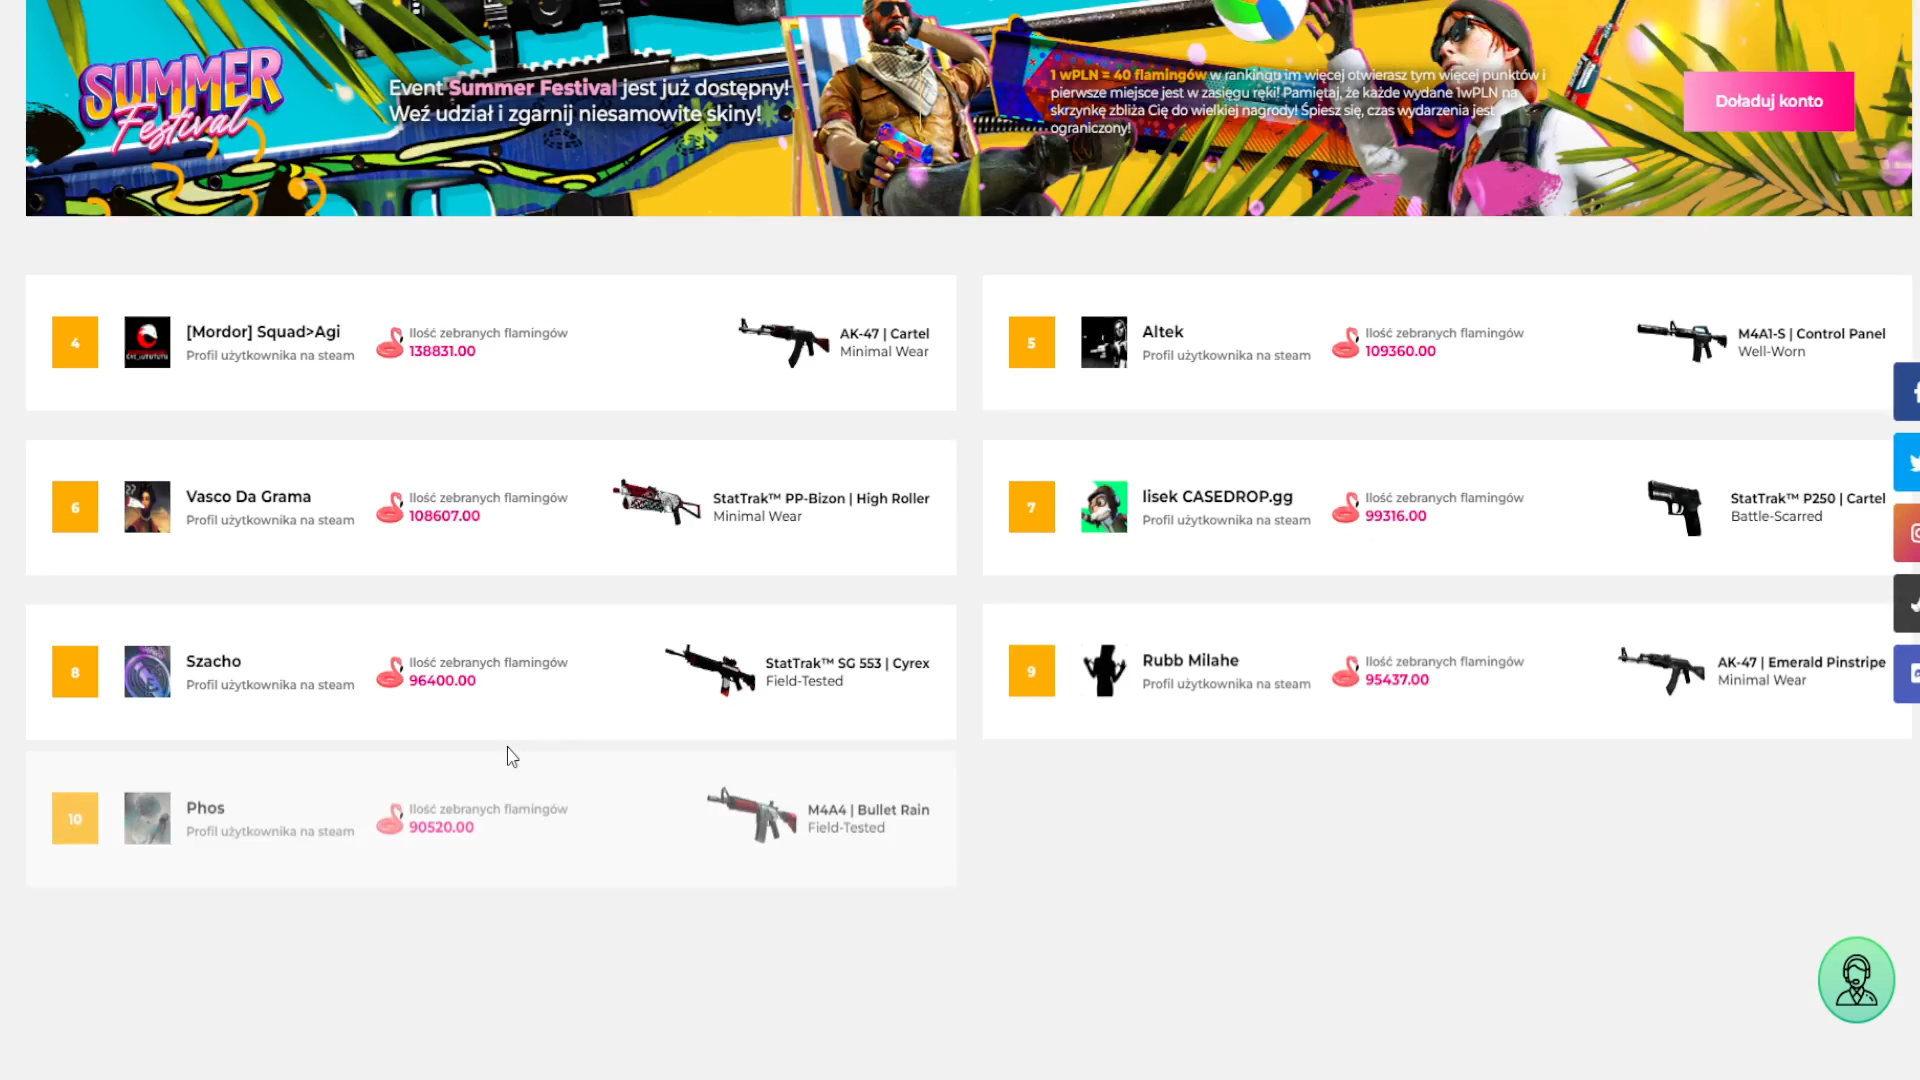 SUMMER
Festival
Event Summer Festival jest już dostępny!
Weź udział i zgarnij niesamowite skiny!
1 wPLN = 40 flamingów w rankingu im więcej otwierasz tym więcej punktów i
pierwsze miejsce jest w zasięgu ręki! Pamiętaj, że każde wydane 1wPLN na
skrzynkę zbliża Cię do wielkiej nagrody! Śpiesz się, czas wydarzenia jest
ograniczony!
Doładuj konto
4
[Mordor] Squad>Agi
Profil użytkownika na steam
Ilość zebranych flamingów
138831.00
AK-47 | Cartel
Minimal Wear
5
Altek
Profil użytkownika na steam
Ilość zebranych flamingów
109360.00
M4A1-S | Control Panel
Well-Worn
6
Vasco Da Grama
Profil użytkownika na steam
Ilość zebranych flamingów
108607.00
StatTrak™ PP-Bizon | High Roller
Minimal Wear
7
lisek CASEDROP.gg
Profil użytkownika na steam
Ilość zebranych flamingów
99316.00
StatTrak™ P250 | Cartel
Battle-Scarred
8
Szacho
Profil użytkownika na steam
Ilość zebranych flamingów
96400.00
StatTrak™ SG 553 | Cyrex
Field-Tested
9
Rubb Milahe
Profil użytkownika na steam
Ilość zebranych flamingów
95437.00
AK-47 | Emerald Pinstripe
Minimal Wear
10
Phos
Profil użytkownika na steam
Ilość zebranych flamingów
90520.00
M4A4 | Bullet Rain
Field-Tested